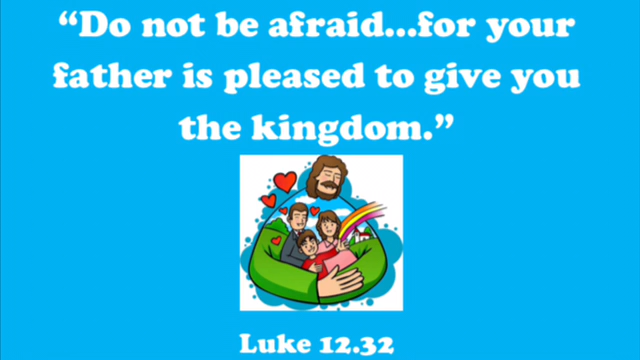 “Do not be afraid...for your
father is pleased to give you
the kingdom.”
Luke 12.32